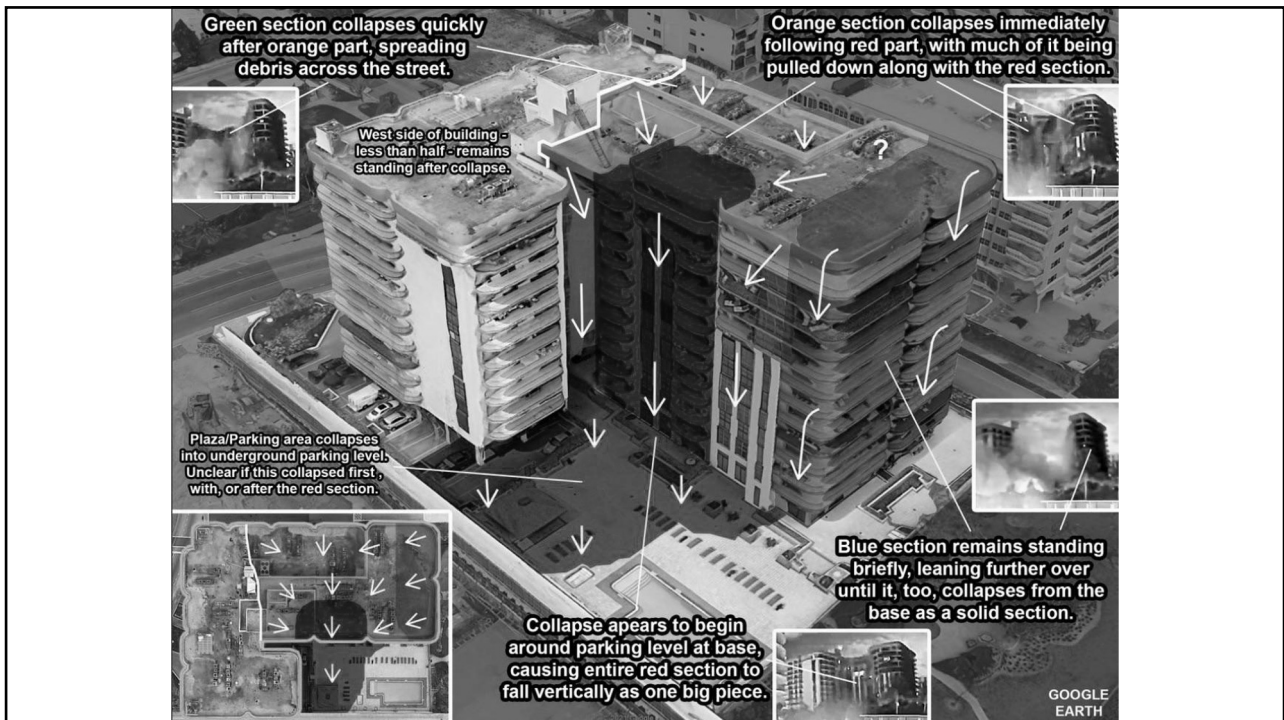 Green section collapses quickly
after orange part, spreading
debris across the street.
Orange section collapses immediately
following red part, with much of it being
pulled down along with the red section.
West side of building -
less than half - remains
standing after collapse.
?
Plaza/Parking area collapses
into underground parking level.
Unclear if this collapsed first ,
with, or after the red section.
Blue section remains standing
briefly, leaning further over
until it, too, collapses from the
base as a solid section.
Collapse apears to begin
around parking level at base,
causing entire red section to
fall vertically as one big piece.
GOOGLE
EARTH